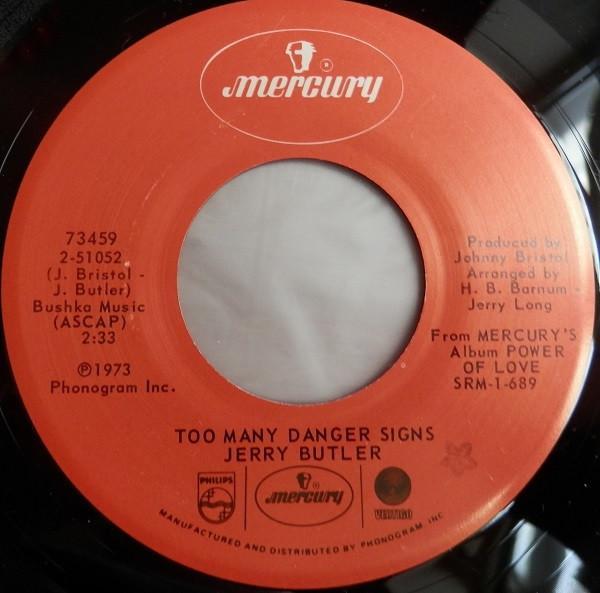 mercury
73459
2-51052
(J. Bristol -
J. Butler)
Bushka Music
(ASCAP)
2:33
Ⓟ1973
Phonogram Inc.
Produced by
Johnny Bristol
Arranged by
H. B. Barnum -
Jerry Long
From MERCURY'S
Album POWER
OF LOVE
SRM-1-689
TOO MANY DANGER SIGNS
JERRY BUTLER
PHILIPS
mercury
VERTIGO
MANUFACTURED AND DISTRIBUTED BY PHONOGRAM, INC.